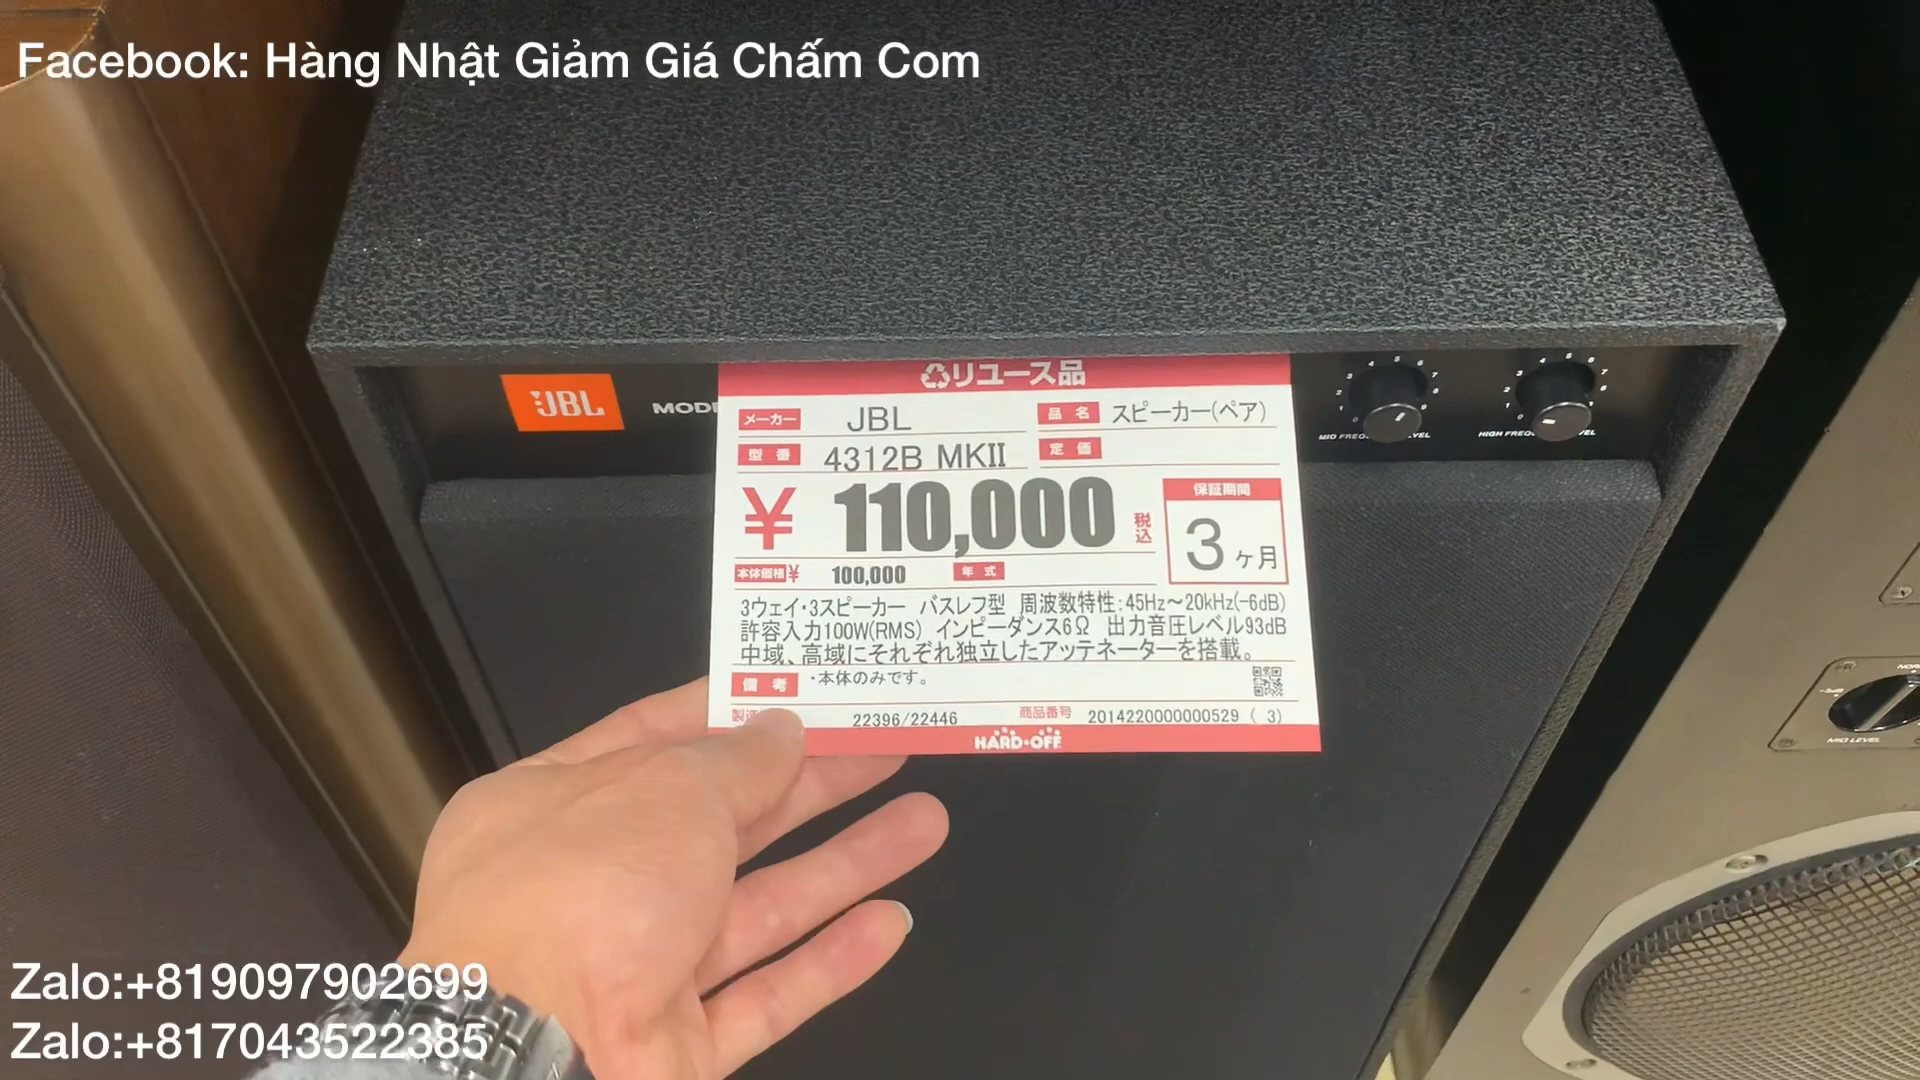 Facebook: Hàng Nhật Giảm Giá Chấm Com
JBL
リユース品
メーカー JBL 品名 スピーカー(ペア)
型番 4312B MKII 定価
¥ 110,000 税込
保証期間
3ヶ月
本体価格¥ 100,000 年式
3ウェイ・3スピーカー バスレフ型 周波数特性:45Hz~20kHz(-6dB)
許容入力100W(RMS) インピーダンス6Ω 出力音圧レベル93dB
中域、高域にそれぞれ独立したアッテネーターを搭載。
備考 ・本体のみです。
22396/22446 商品番号 2014220000000529 ( 3)
HARD・OFF
MID LEVEL
Zalo:+819097902699
Zalo:+817043522385